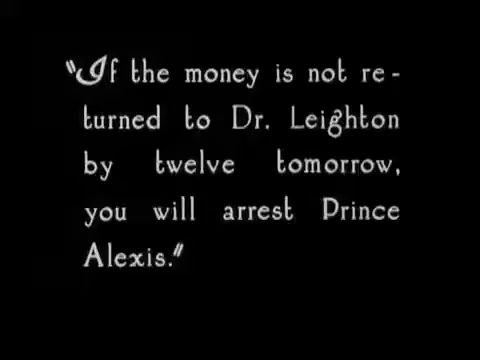 "If the money is not re-
turned to Dr. Leighton
by twelve tomorrow,
you will arrest Prince
Alexis."